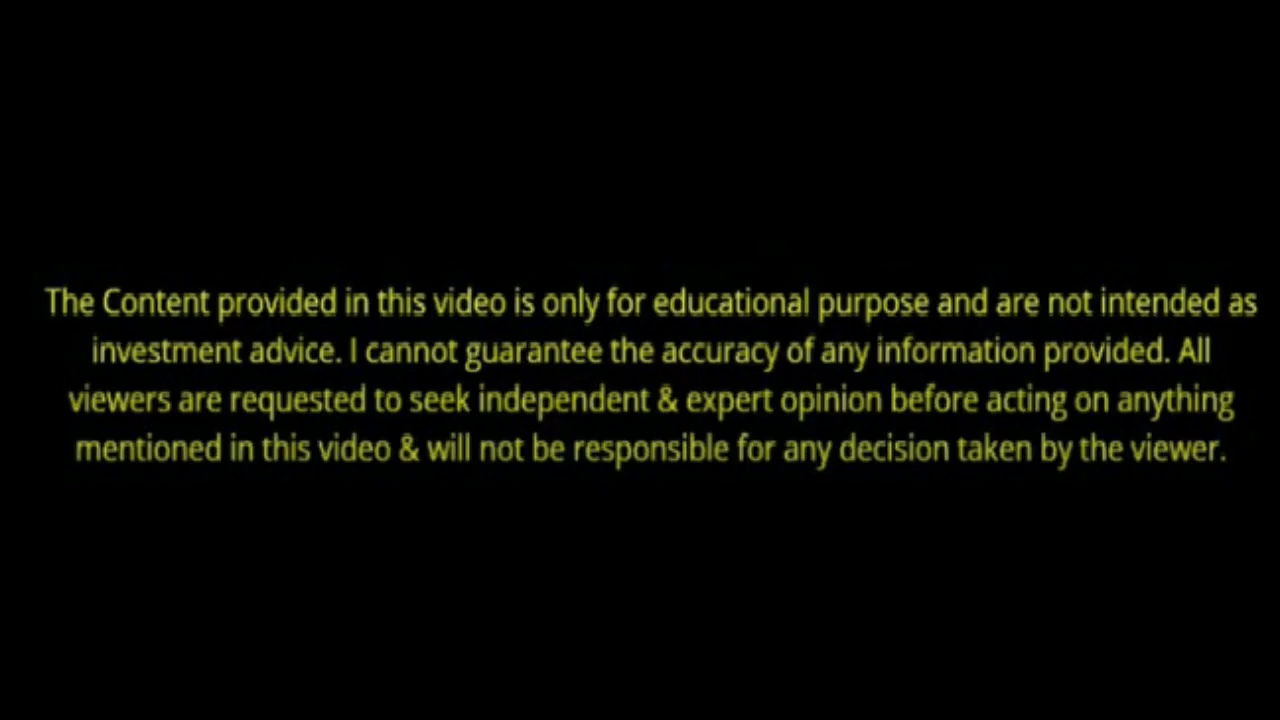 The Content provided in this video is only for educational purpose and are not intended as
investment advice. I cannot guarantee the accuracy of any information provided. All
viewers are requested to seek independent & expert opinion before acting on anything
mentioned in this video & will not be responsible for any decision taken by the viewer.